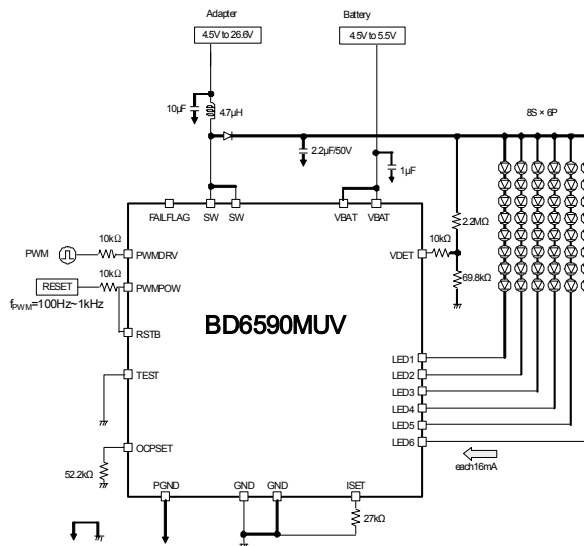 Adapter
Battery
4.5V to 26.6V
4.5V to 5.5V
10µF
4.7µH
8S × 6P
2.2µF/50V
1µF
FAILFLAG
SW
SW
VBAT
VBAT
2.2MΩ
PWM
10kΩ
PWMDRV
VDET
10kΩ
10kΩ
RESET
PWMPOW
69.8kΩ
fPWM=100Hz~1kHz
BD6590MUV
RSTB
LED1
TEST
LED2
LED3
LED4
LED5
OCPSET
LED6
each16mA
52.2kΩ
PGND
GND
GND
ISET
27kΩ